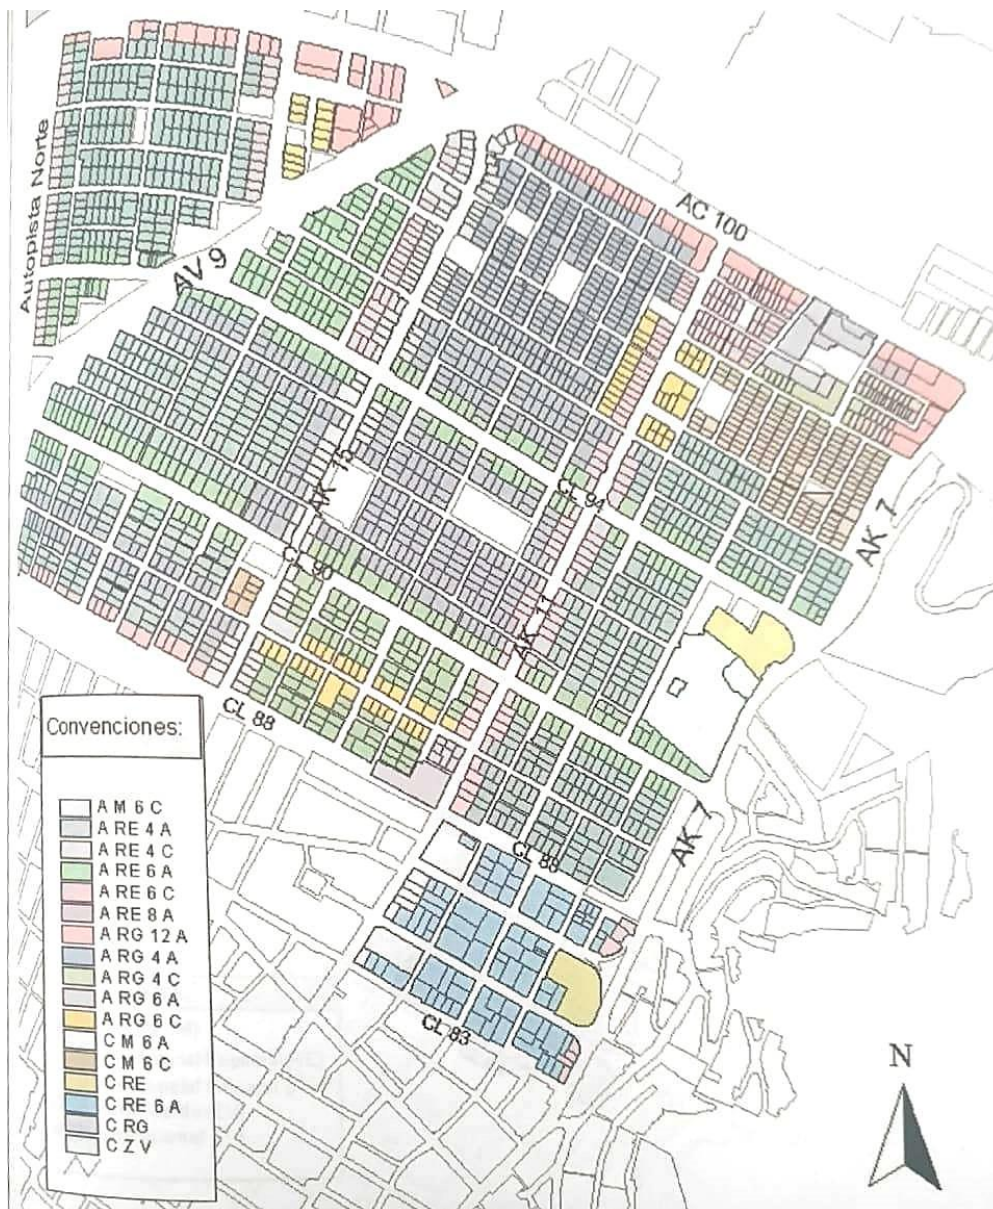 Autopista Norte
AV 9
AC 100
AK 15
CL 94
AK 7
CL 90
AK 11
CL 88
AK 7
CL 88
CL 83
Convenciones:
A M 6 C
A RE 4 A
A RE 4 C
A RE 6 A
A RE 6 C
A RE 8 A
A RG 12 A
A RG 4 A
A RG 4 C
A RG 6 A
A RG 6 C
C M 6 A
C M 6 C
C RE
C RE 6 A
C RG
C Z V
N